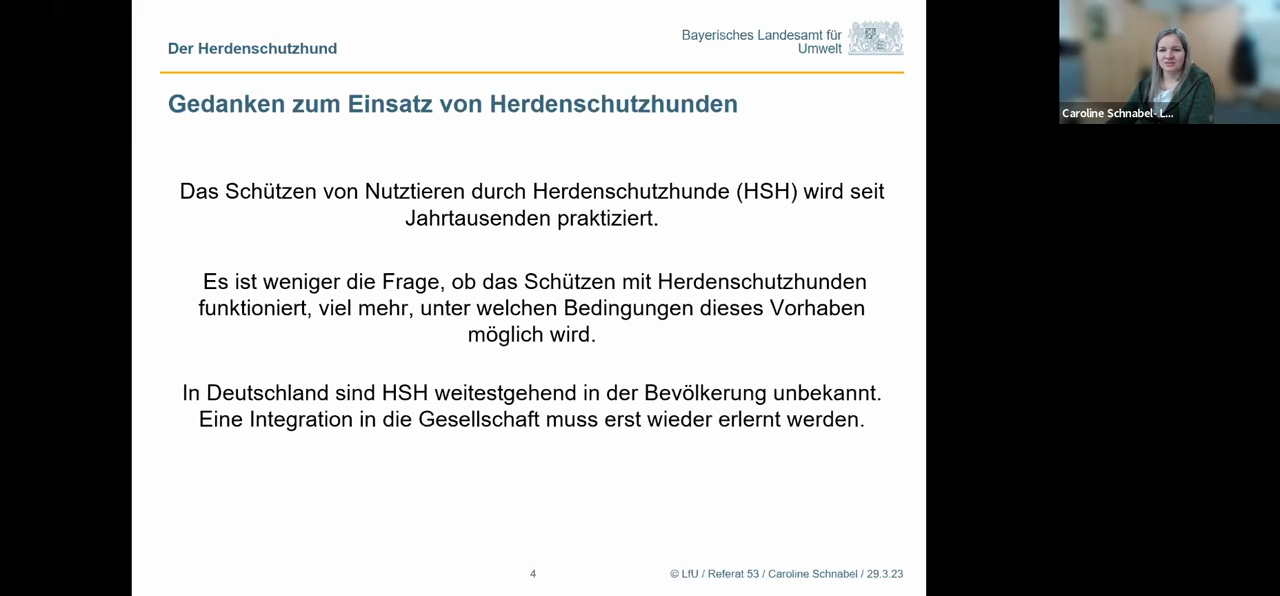 Der Herdenschutzhund
Bayerisches Landesamt für
Umwelt
Gedanken zum Einsatz von Herdenschutzhunden
Das Schützen von Nutztieren durch Herdenschutzhunde (HSH) wird seit
Jahrtausenden praktiziert.
Es ist weniger die Frage, ob das Schützen mit Herdenschutzhunden
funktioniert, viel mehr, unter welchen Bedingungen dieses Vorhaben
möglich wird.
In Deutschland sind HSH weitestgehend in der Bevölkerung unbekannt.
Eine Integration in die Gesellschaft muss erst wieder erlernt werden.
4
© LfU / Referat 53 / Caroline Schnabel / 29.3.23
Caroline Schnabel- L...